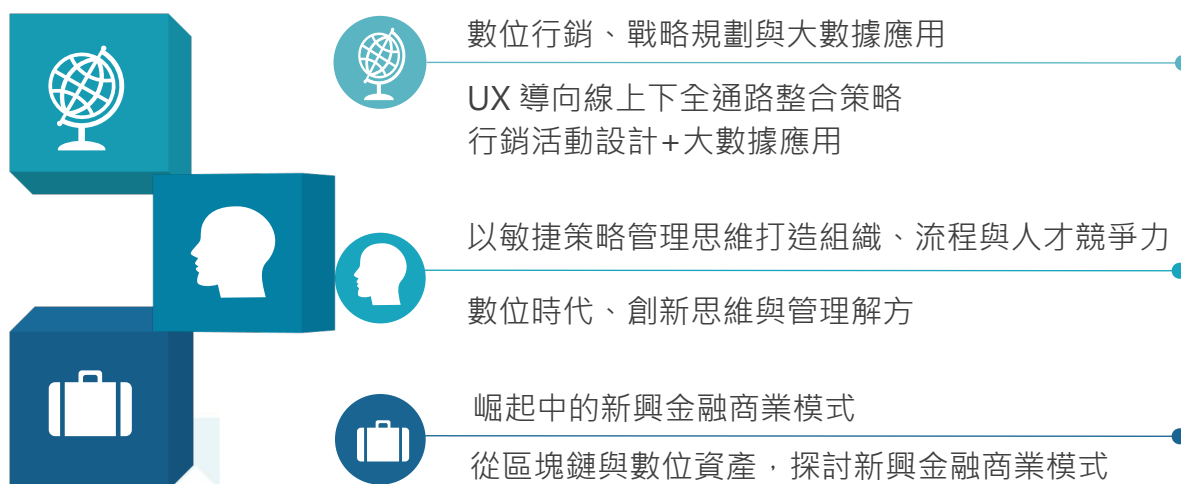 數位行銷、戰略規劃與大數據應用
UX 導向線上下全通路整合策略
行銷活動設計+大數據應用
以敏捷策略管理思維打造組織、流程與人才競爭力
數位時代、創新思維與管理解方
崛起中的新興金融商業模式
從區塊鏈與數位資產，探討新興金融商業模式